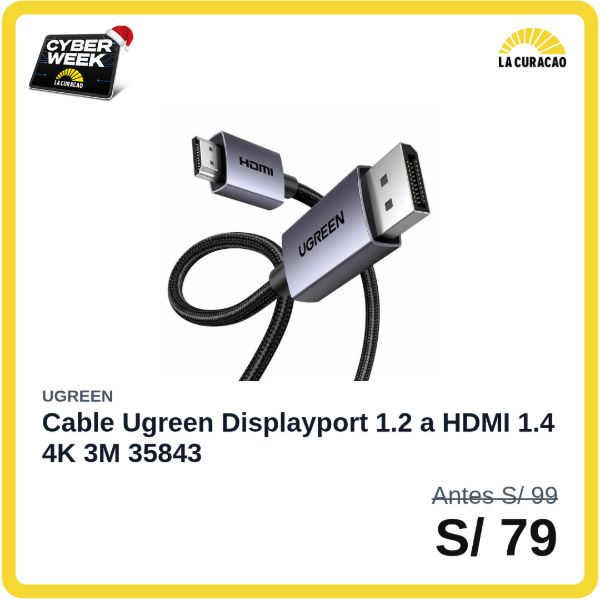 CYBER
WEEK
LA CURACAO
LA CURACAO
HDMI
UGREEN
UGREEN
Cable Ugreen Displayport 1.2 a HDMI 1.4
4K 3M 35843
Antes S/ 99
S/ 79